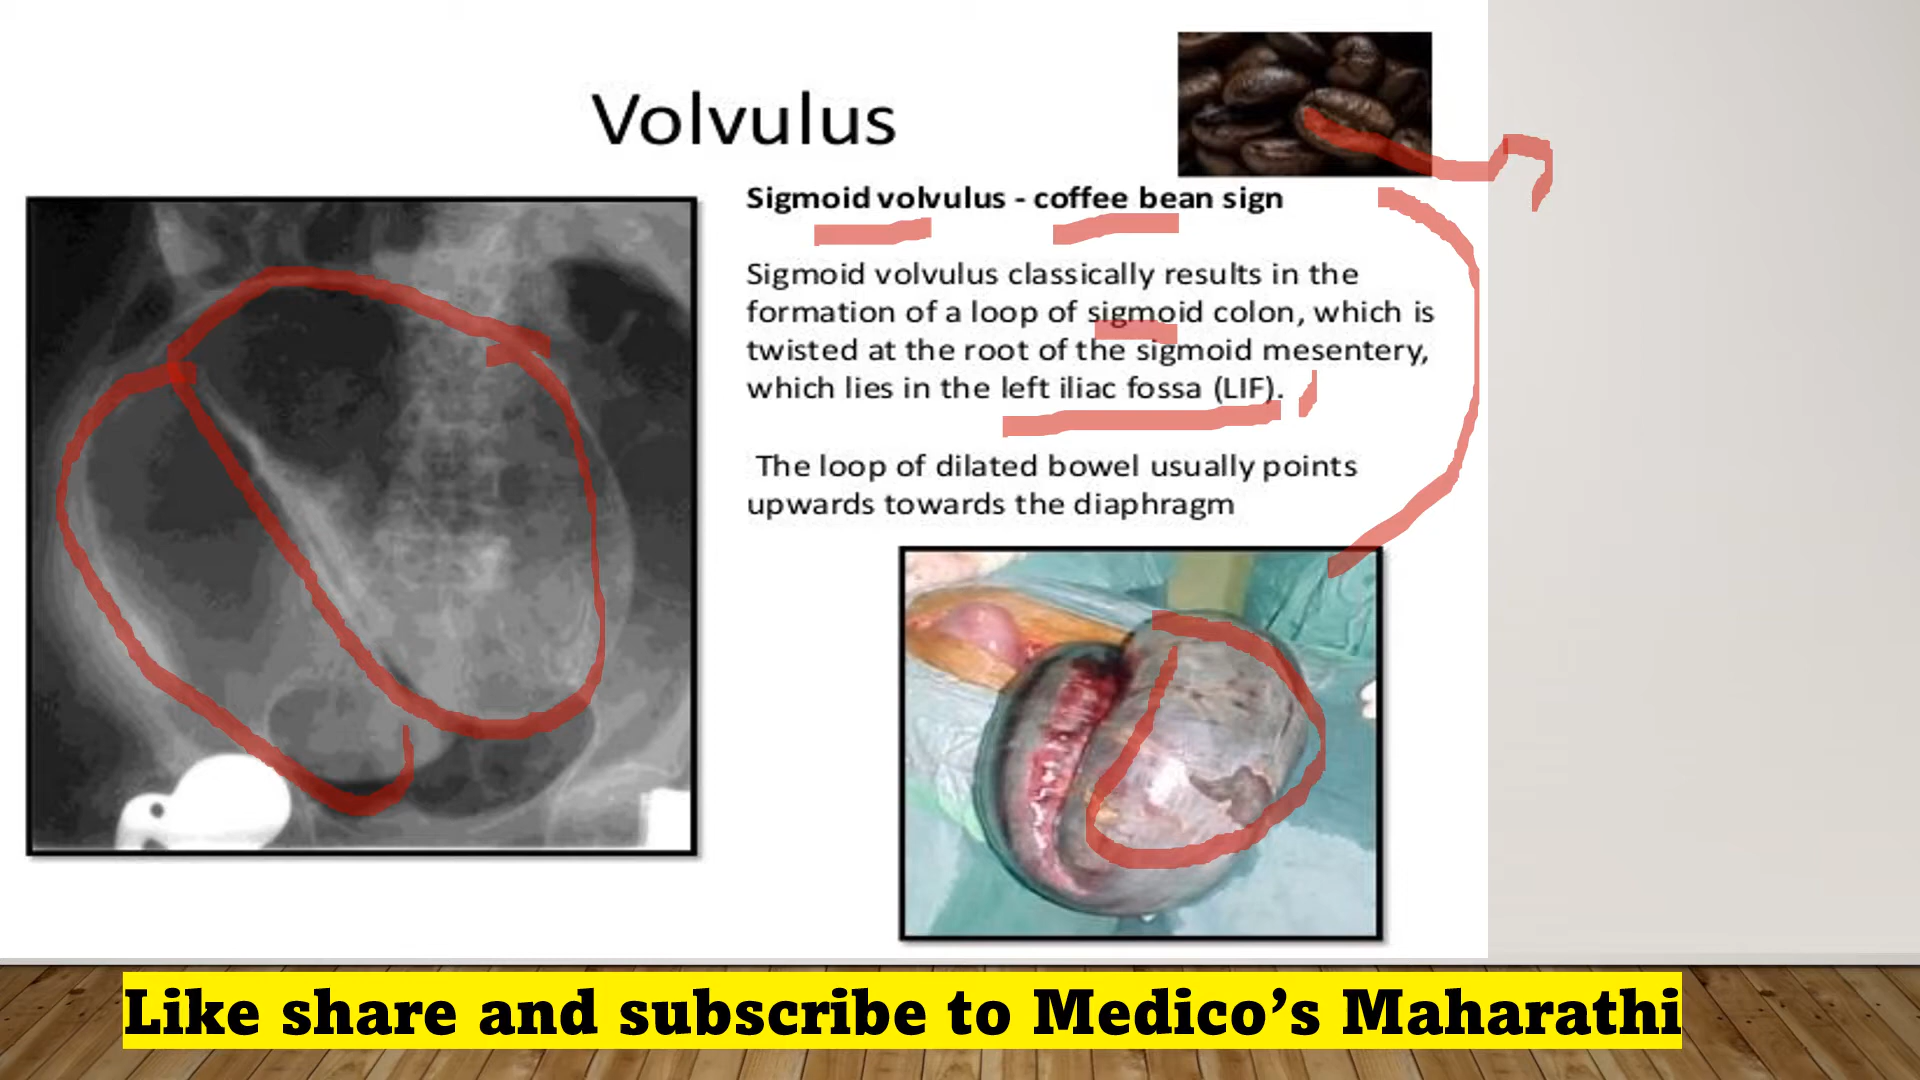 Volvulus
Sigmoid volvulus - coffee bean sign
Sigmoid volvulus classically results in the
formation of a loop of sigmoid colon, which is
twisted at the root of the sigmoid mesentery,
which lies in the left iliac fossa (LIF).
The loop of dilated bowel usually points
upwards towards the diaphragm
Like share and subscribe to Medico’s Maharathi